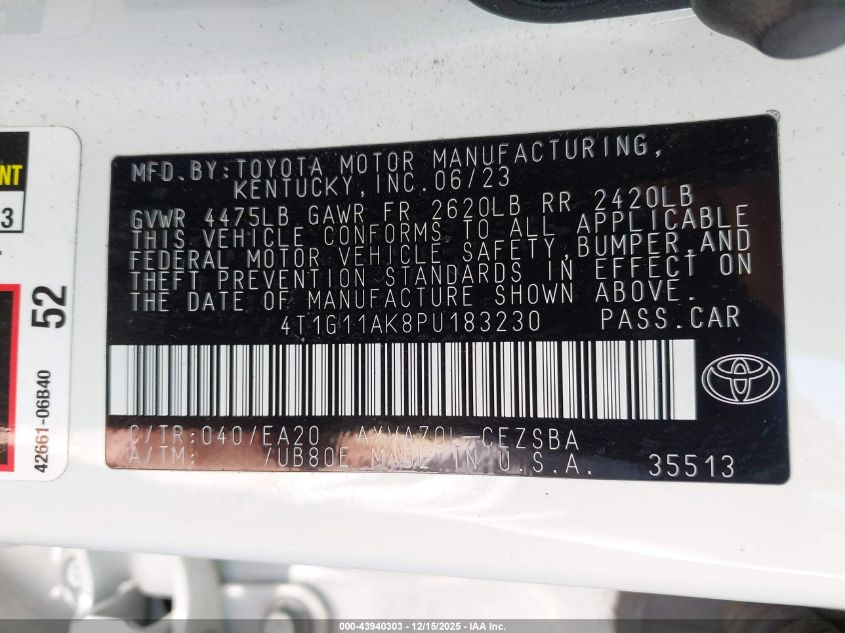 MFD.BY:TOYOTA MOTOR MANUFACTURING,
KENTUCKY,INC.06/23
GVWR 4475LB GAWR FR 2620LB RR 2420LB
THIS VEHICLE CONFORMS TO ALL APPLICABLE
FEDERAL MOTOR VEHICLE SAFETY,BUMPER,AND
THEFT PREVENTION STANDARDS IN EFFECT ON
THE DATE OF MANUFACTURE SHOWN ABOVE.
4T1G11AK8PU183230 PASS.CAR
C/TR:040/EA20 AXVA70L-CEZSBA
A/TM: /UB80E MADE IN U.S.A. 35513
NT
3
52
42661-06B40
000-43940303 - 12/15/2025 - IAA Inc.